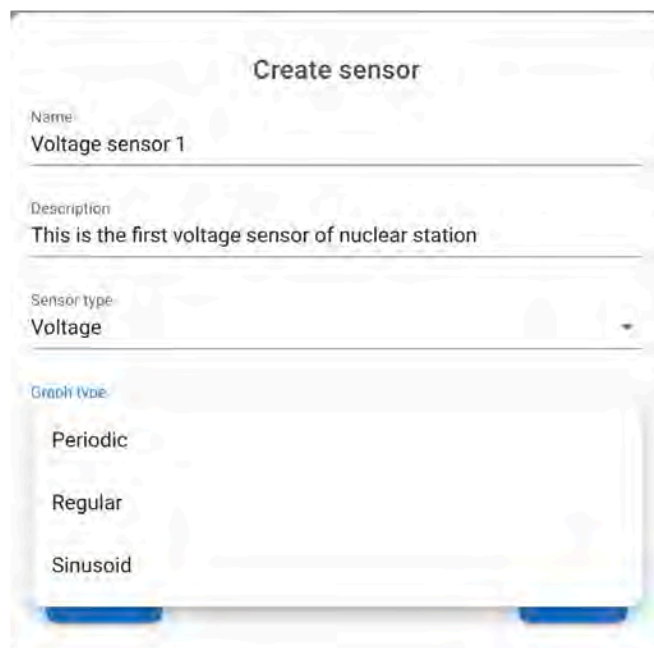 Create sensor
Name
Voltage sensor 1
Description
This is the first voltage sensor of nuclear station
Sensor type
Voltage
Graph type
Periodic
Regular
Sinusoid